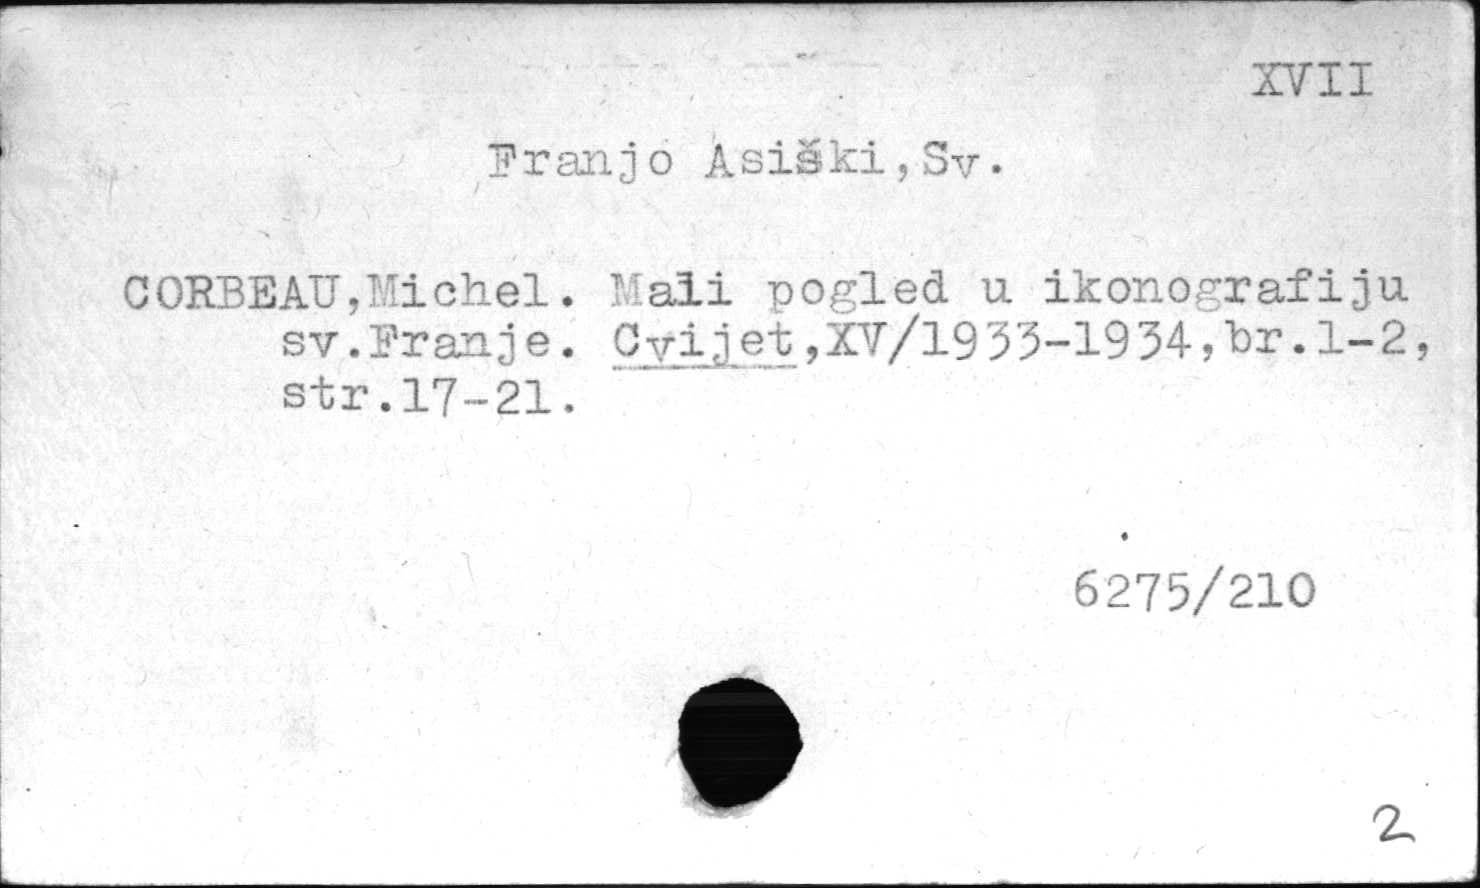 XVII
Franjo Asiški,Sv.
CORBEAU,Michel. Mali pogled u ikonografiju
sv.Franje. Cvijet,XV/1933-1934,br.1-2,
str.17-21.
6275/210
2